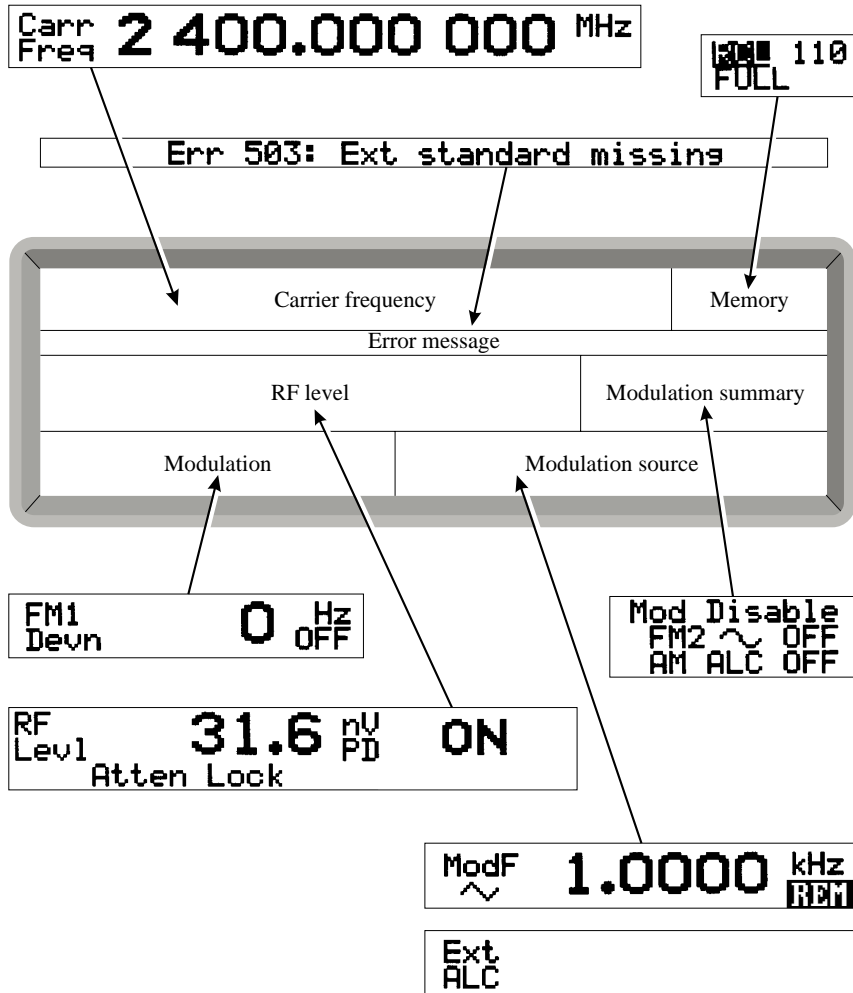 Carr
Freq 2 400.000 000 MHz
110
FULL
Err 503: Ext standard missing
Carrier frequency
Memory
Error message
RF level
Modulation summary
Modulation
Modulation source
FM1
Devn 0 Hz
OFF
Mod Disable
FM2 OFF
AM ALC OFF
RF
Levl 31.6 nV
PD ON
Atten Lock
ModF 1.0000 kHz
REM
Ext
ALC